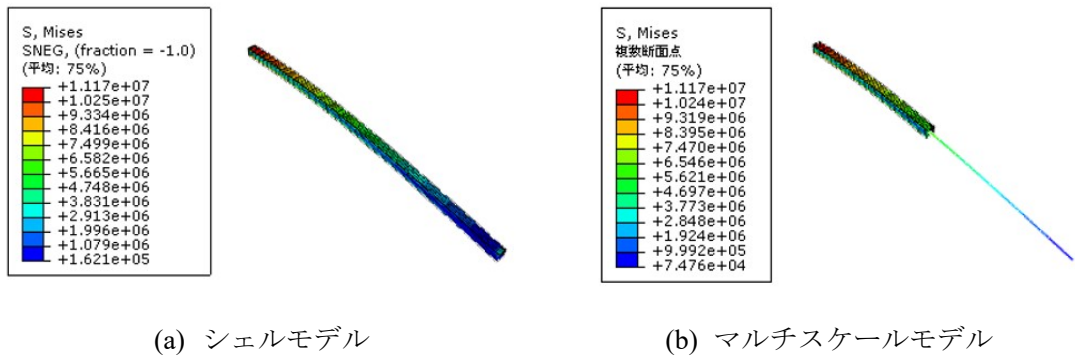 S, Mises
SNEG, (fraction = -1.0)
(平均: 75%)
+1.117e+07
+1.025e+07
+9.334e+06
+8.416e+06
+7.499e+06
+6.582e+06
+5.665e+06
+4.748e+06
+3.831e+06
+2.913e+06
+1.996e+06
+1.079e+06
+1.621e+05
S, Mises
複数断面点
(平均: 75%)
+1.117e+07
+1.024e+07
+9.319e+06
+8.395e+06
+7.470e+06
+6.546e+06
+5.621e+06
+4.697e+06
+3.773e+06
+2.848e+06
+1.924e+06
+9.992e+05
+7.476e+04
(a) シェルモデル
(b) マルチスケールモデル